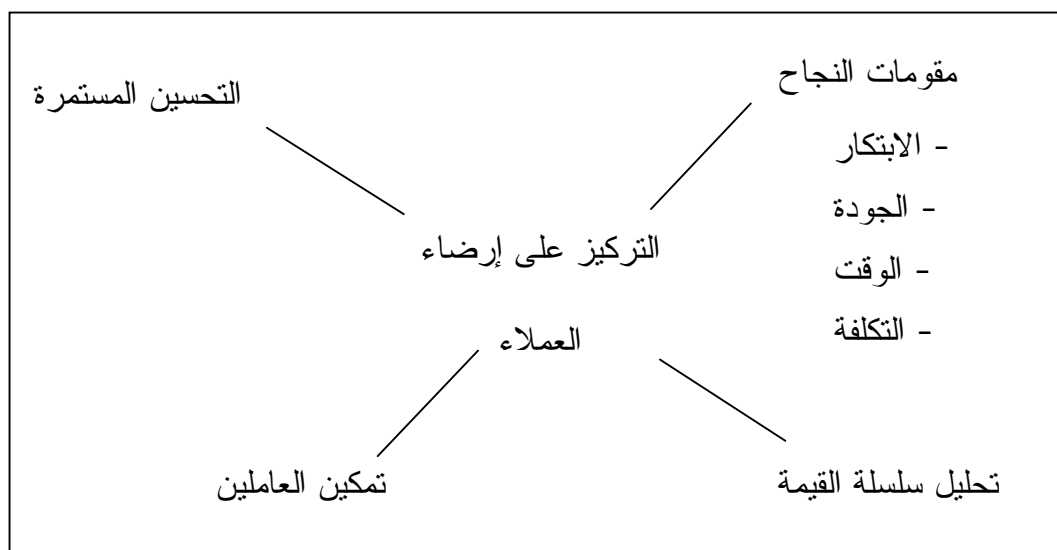 مقومات النجاح
- الابتكار
- الجودة
- الوقت
- التكلفة
التحسين المستمرة
التركيز على إرضاء
العملاء
تحليل سلسلة القيمة
تمكين العاملين